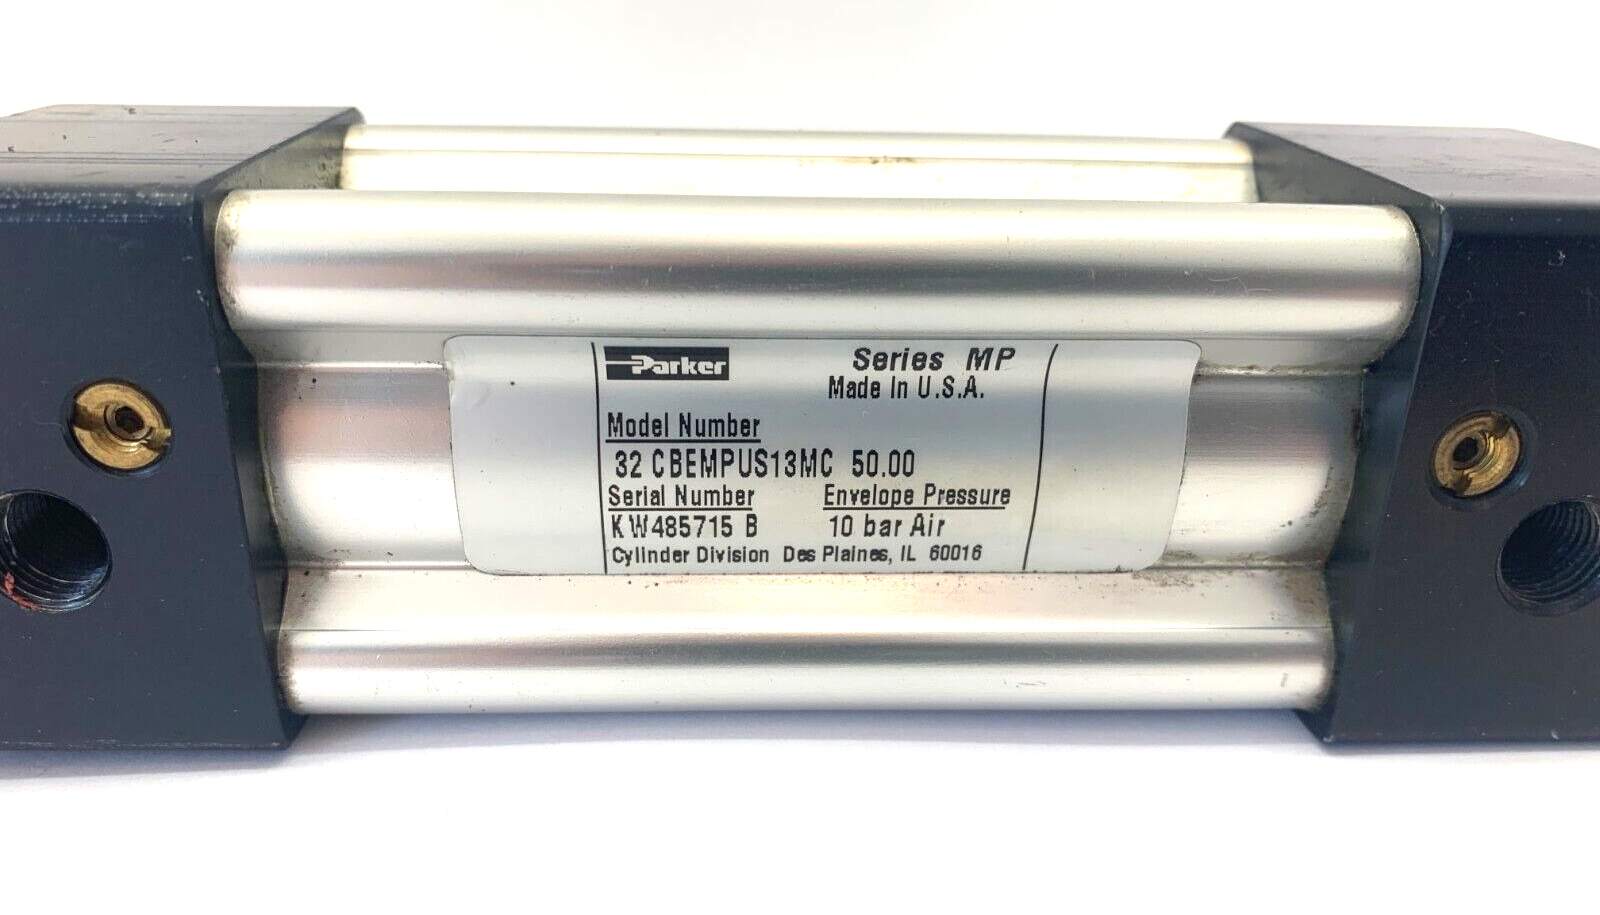 Parker Series MP
Made In U.S.A.
Model Number
32 CBEMPUS13MC 50.00
Serial Number Envelope Pressure
KW485715 B 10 bar Air
Cylinder Division Des Plaines, IL 60016